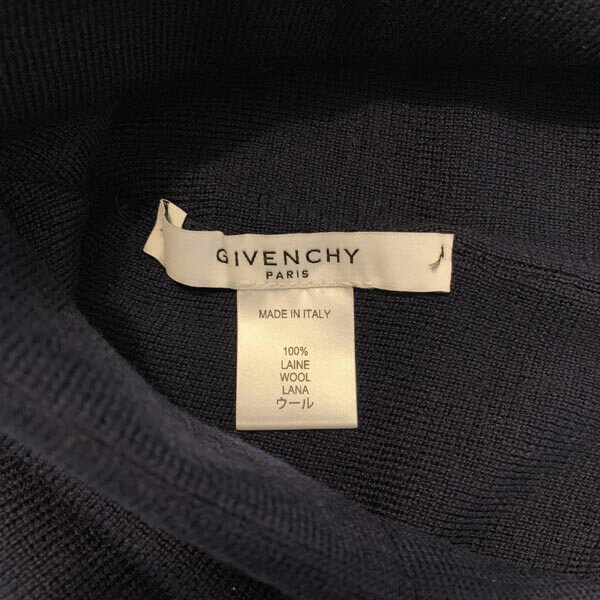 GIVENCHY
PARIS
MADE IN ITALY
100%
LAINE
WOOL
LANA
ウール